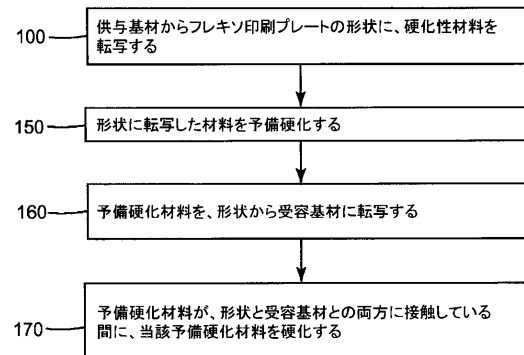 100
供与基材からフレキソ印刷プレートの形状に、硬化性材料を
転写する
150
形状に転写した材料を予備硬化する
160
予備硬化材料を、形状から受容基材に転写する
170
予備硬化材料が、形状と受容基材との両方に接触している
間に、当該予備硬化材料を硬化する